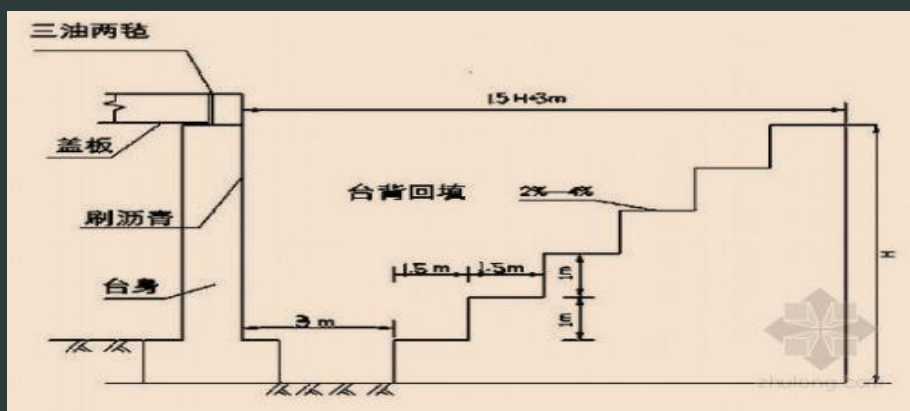 三油两毡
1.5H+3m
盖板
台背回填
2%—4%
刷沥青
1.5m
1.5m
1m
H
台身
3m
1m
zhulong.com